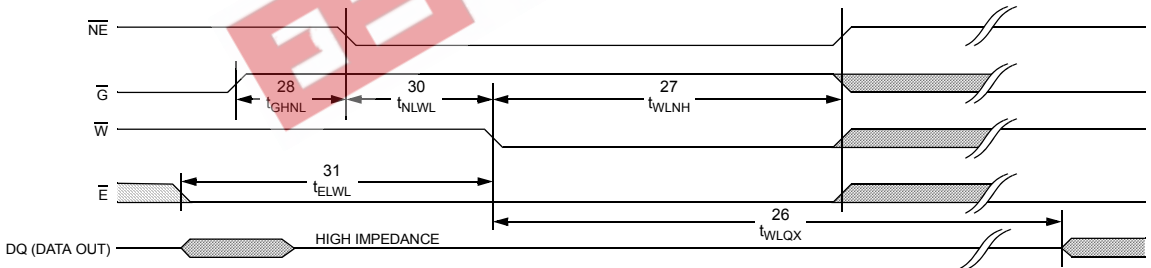 NE
G
28
tGHNL
30
tNLWL
27
tWLNH
W
31
tELWL
E
26
tWLQX
DQ (DATA OUT)
HIGH IMPEDANCE